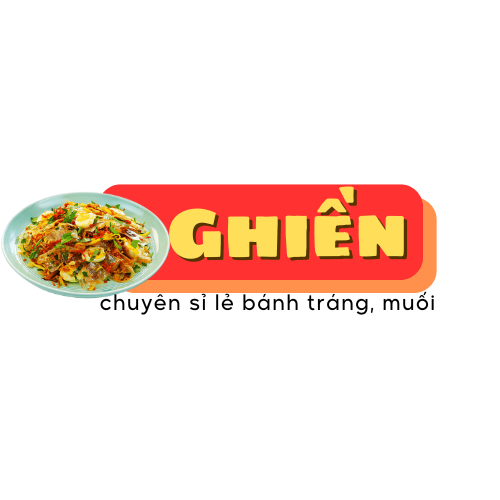 GHIỀN
chuyên sỉ lẻ bánh tráng, muối